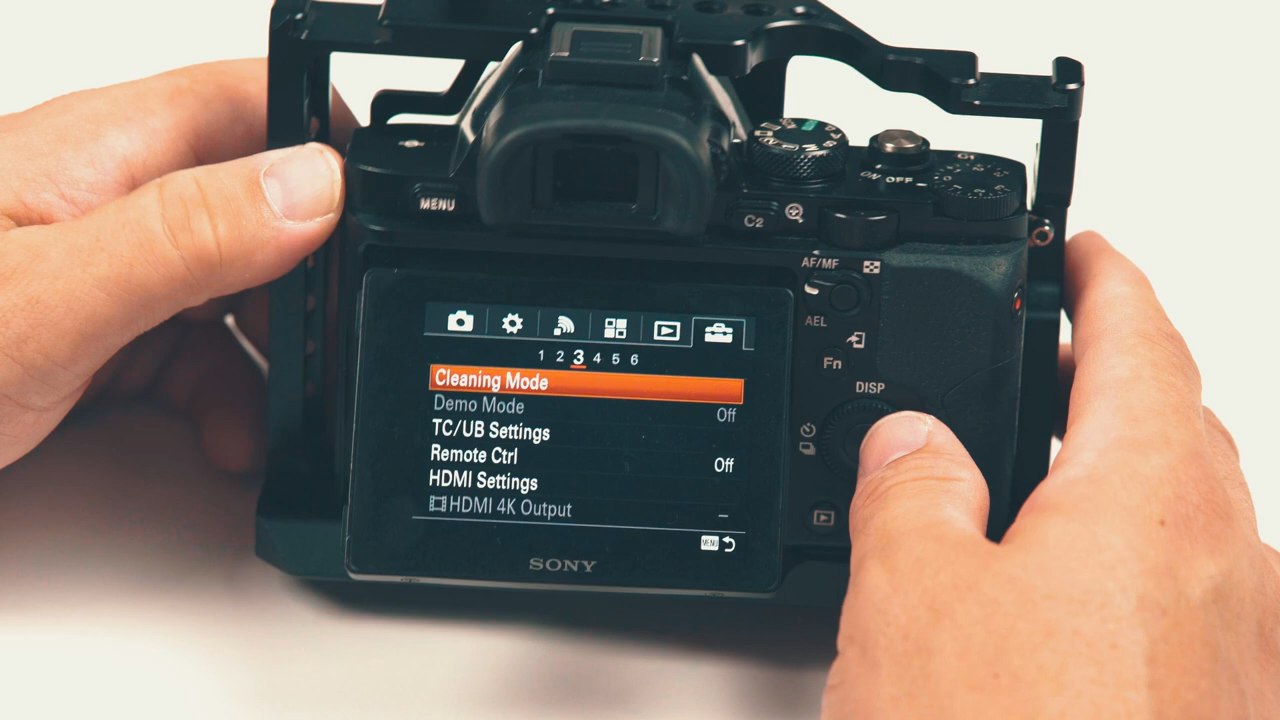 MENU
C2
ON OFF
AF/MF
AEL
Fn
DISP
1 2 3 4 5 6
Cleaning Mode
Demo Mode Off
TC/UB Settings
Remote Ctrl Off
HDMI Settings
HDMI 4K Output –
MENU
SONY